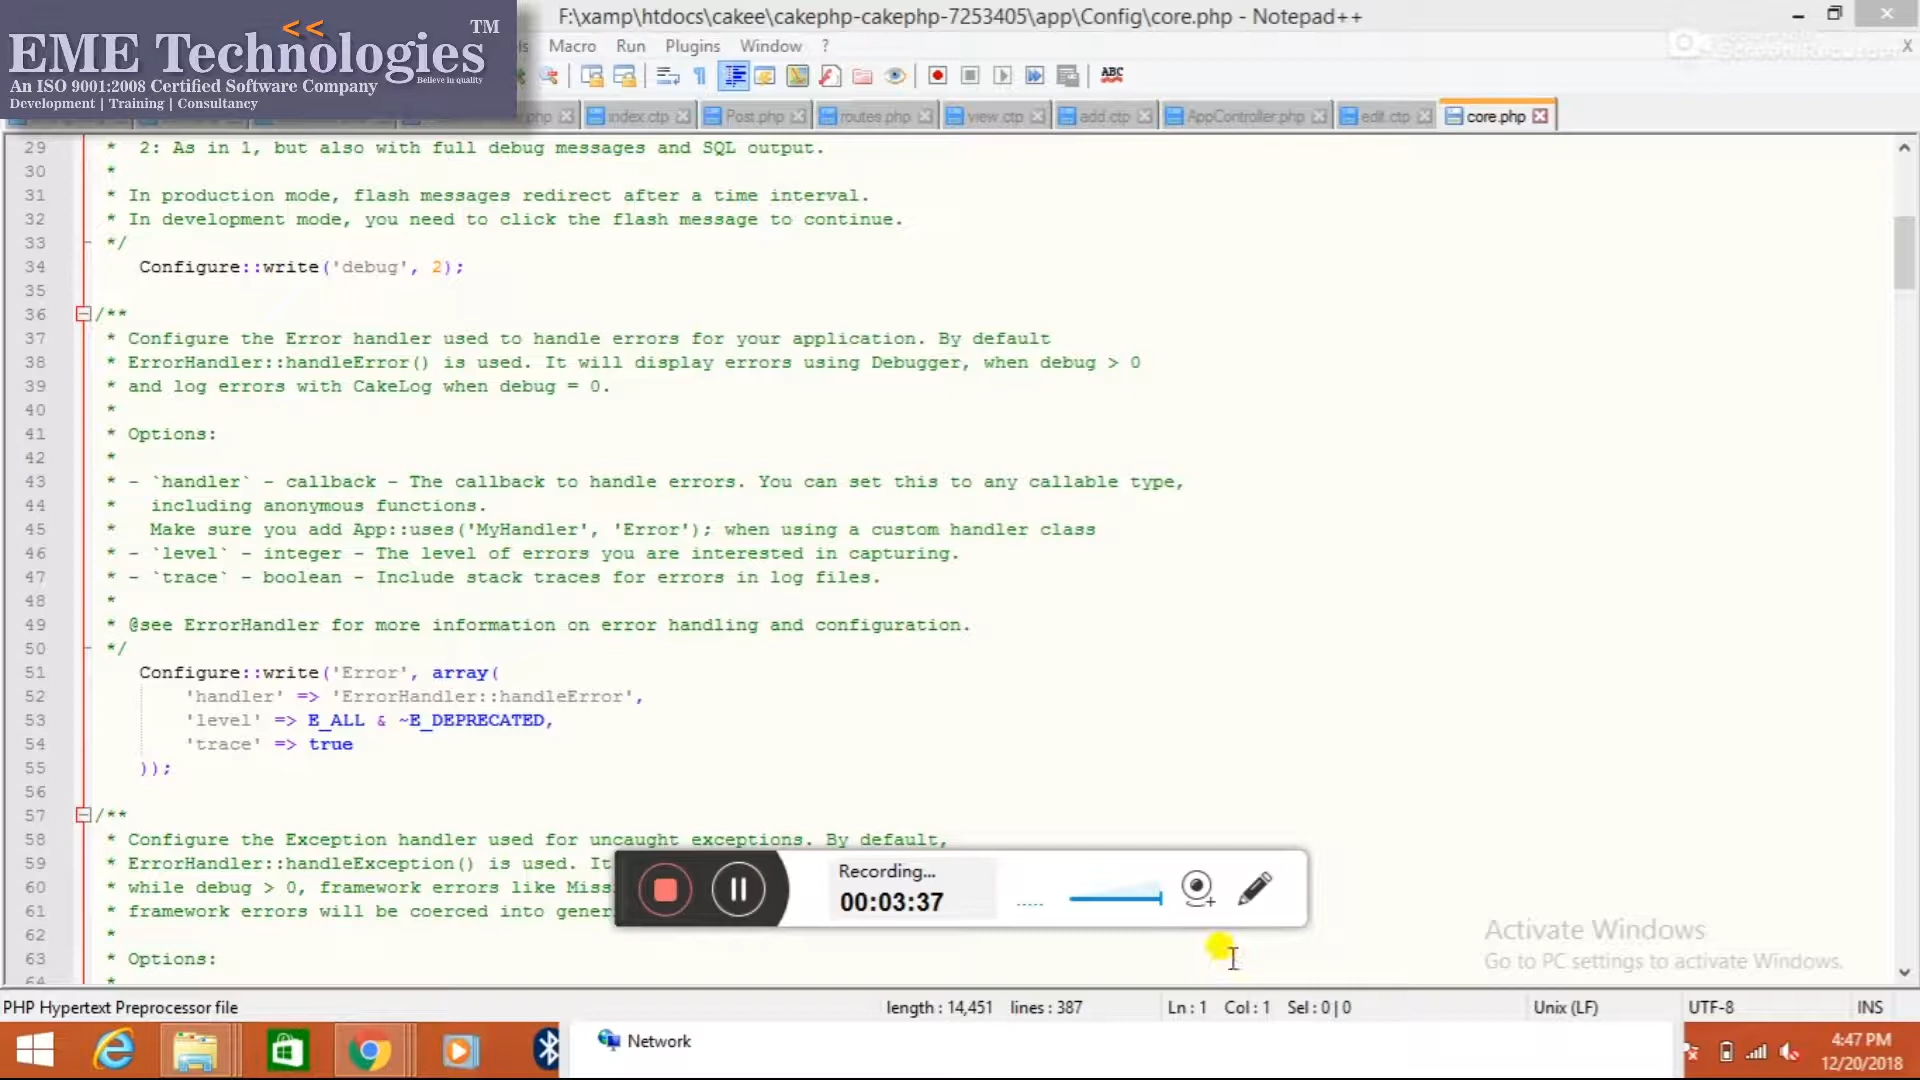 F:\xamp\htdocs\cakee\cakephp-cakephp-7253405\app\Config\core.php - Notepad++
<<
EME Technologies TM
Believe in quality
An ISO 9001:2008 Certified Software Company
Development | Training | Consultancy
Macro Run Plugins Window ?
ABC
index.ctp Post.php routes.php view.ctp add.ctp AppController.php edit.ctp core.php
29 * 2: As in 1, but also with full debug messages and SQL output.
30 *
31 * In production mode, flash messages redirect after a time interval.
32 * In development mode, you need to click the flash message to continue.
33 */
34 Configure::write('debug', 2);
35
36 /**
37 * Configure the Error handler used to handle errors for your application. By default
38 * ErrorHandler::handleError() is used. It will display errors using Debugger, when debug > 0
39 * and log errors with CakeLog when debug = 0.
40 *
41 * Options:
42 *
43 * - `handler` - callback - The callback to handle errors. You can set this to any callable type,
44 * including anonymous functions.
45 * Make sure you add App::uses('MyHandler', 'Error'); when using a custom handler class
46 * - `level` - integer - The level of errors you are interested in capturing.
47 * - `trace` - boolean - Include stack traces for errors in log files.
48 *
49 * @see ErrorHandler for more information on error handling and configuration.
50 */
51 Configure::write('Error', array(
52 'handler' => 'ErrorHandler::handleError',
53 'level' => E_ALL & ~E_DEPRECATED,
54 'trace' => true
55 ));
56
57 /**
58 * Configure the Exception handler used for uncaught exceptions. By default,
59 * ErrorHandler::handleException() is used. It
60 * while debug > 0, framework errors like Miss
61 * framework errors will be coerced into gener
62 *
63 * Options:
64 *
Recording...
00:03:37
Activate Windows
Go to PC settings to activate Windows.
PHP Hypertext Preprocessor file length : 14,451 lines : 387 Ln : 1 Col : 1 Sel : 0 | 0 Unix (LF) UTF-8 INS
Network
4:47 PM
12/20/2018